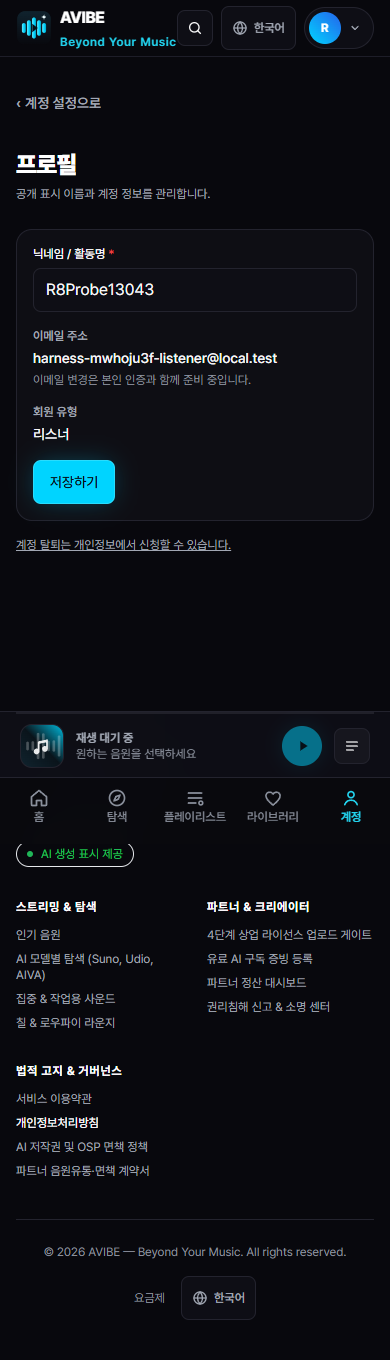 AVIBE
Beyond Your Music
한국어
R
‹ 계정 설정으로
프로필
공개 표시 이름과 계정 정보를 관리합니다.
닉네임 / 활동명 *
R8Probe13043
이메일 주소
harness-mwhoju3f-listener@local.test
이메일 변경은 본인 인증과 함께 준비 중입니다.
회원 유형
리스너
저장하기
계정 탈퇴는 개인정보에서 신청할 수 있습니다.
재생 대기 중
원하는 음원을 선택하세요
홈
탐색
플레이리스트
라이브러리
계정
AI 생성 표시 제공
스트리밍 & 탐색
인기 음원
AI 모델별 탐색 (Suno, Udio,
AIVA)
집중 & 작업용 사운드
칠 & 로우파이 라운지
파트너 & 크리에이터
4단계 상업 라이선스 업로드 게이트
유료 AI 구독 증빙 등록
파트너 정산 대시보드
권리침해 신고 & 소명 센터
법적 고지 & 거버넌스
서비스 이용약관
개인정보처리방침
AI 저작권 및 OSP 면책 정책
파트너 음원유통·면책 계약서
© 2026 AVIBE — Beyond Your Music. All rights reserved.
요금제
한국어